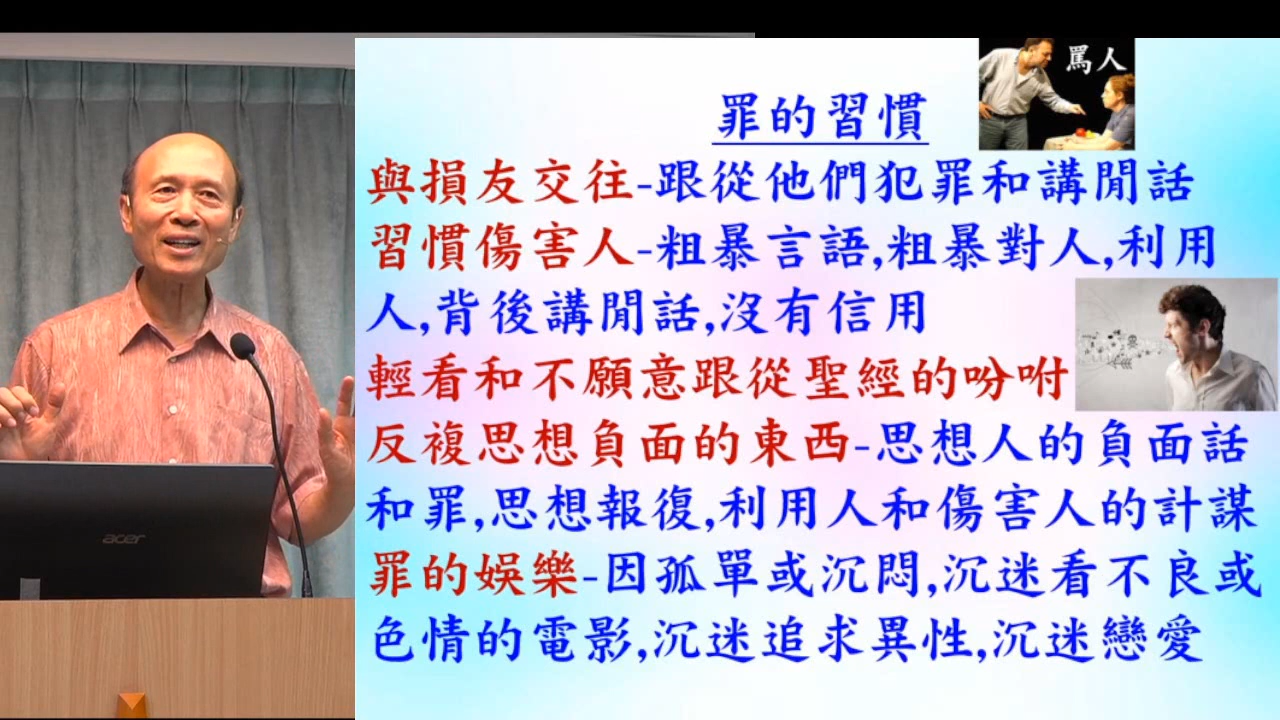 罵人
罪的習慣
與損友交往-跟從他們犯罪和講閒話
習慣傷害人-粗暴言語,粗暴對人,利用
人,背後講閒話,沒有信用
輕看和不願意跟從聖經的吩咐
反複思想負面的東西-思想人的負面話
和罪,思想報復,利用人和傷害人的計謀
罪的娛樂-因孤單或沉悶,沉迷看不良或
色情的電影,沉迷追求異性,沉迷戀愛
acer